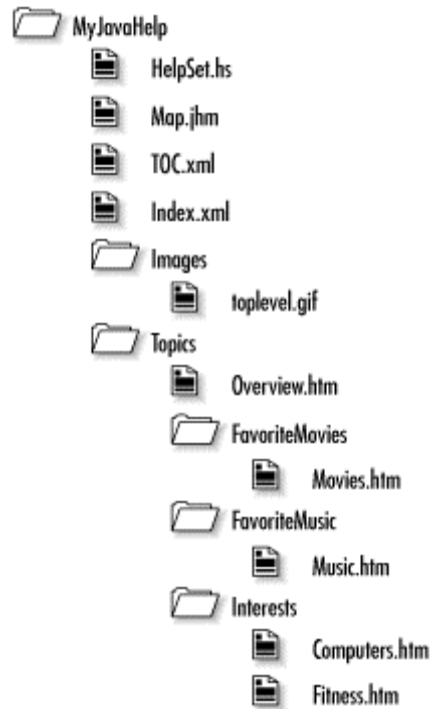 MyJavaHelp
HelpSet.hs
Map.jhm
TOC.xml
Index.xml
Images
toplevel.gif
Topics
Overview.htm
FavoriteMovies
Movies.htm
FavoriteMusic
Music.htm
Interests
Computers.htm
Fitness.htm